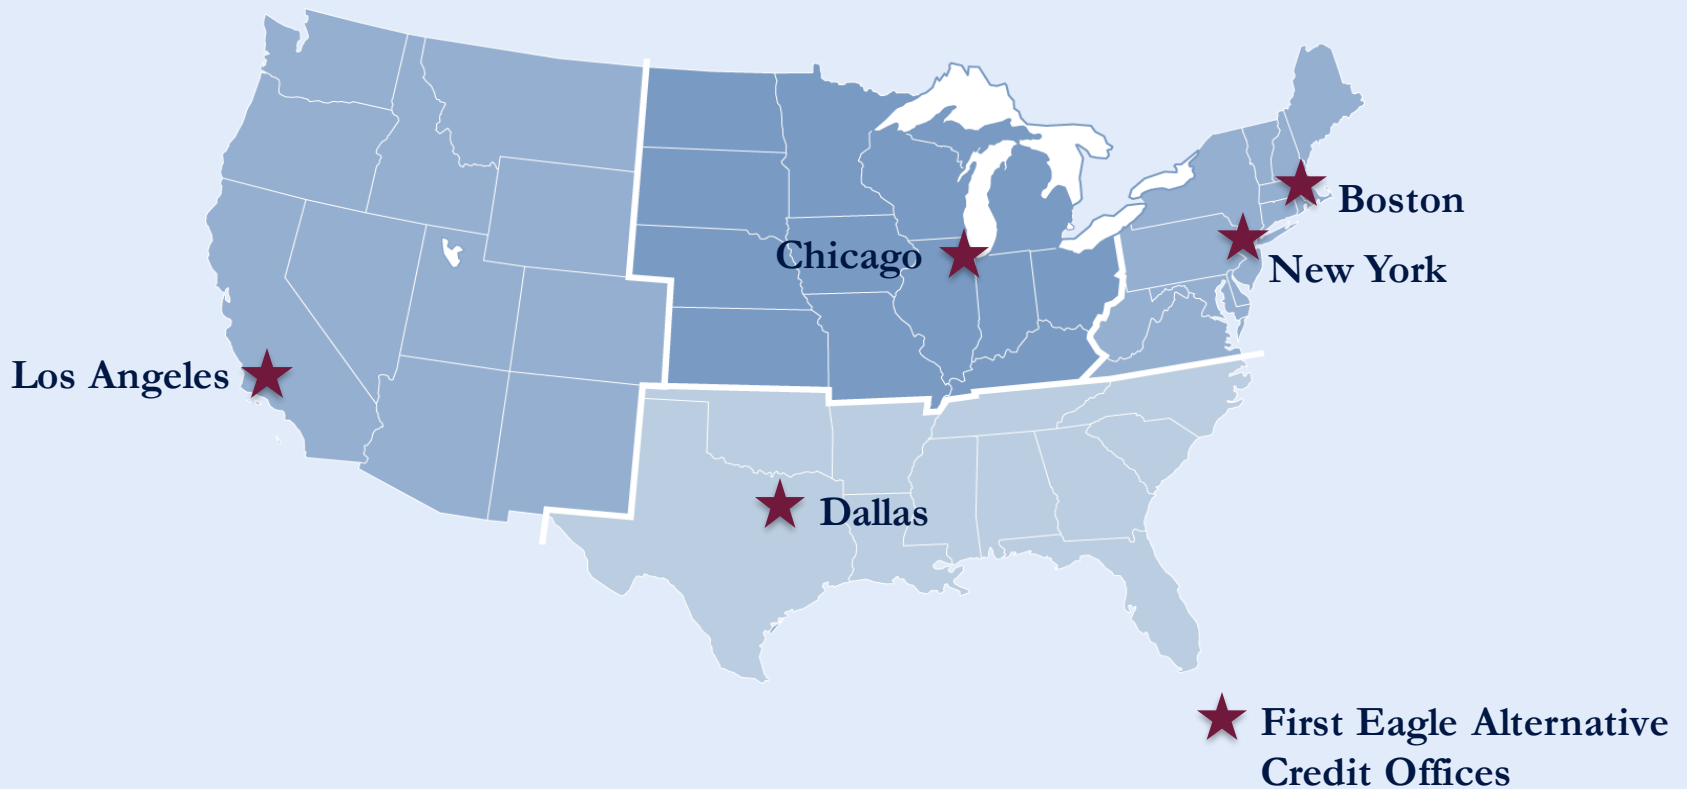 Boston
Chicago
New York
Los Angeles
Dallas
First Eagle Alternative
Credit Offices